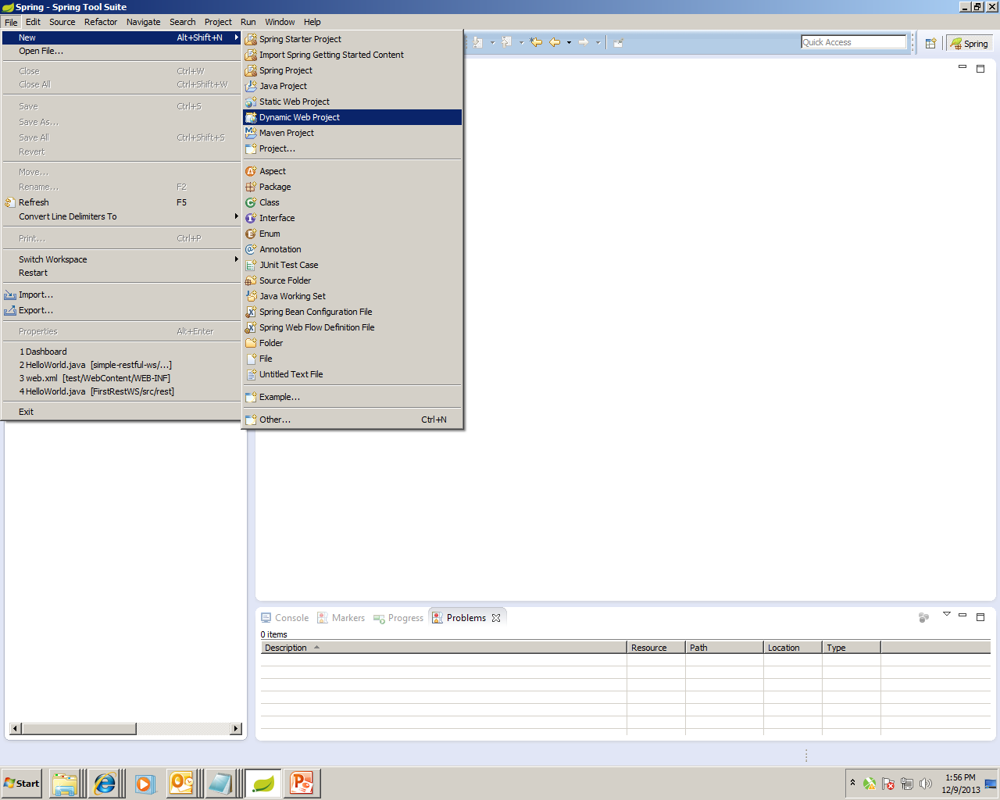 Spring - Spring Tool Suite
File Edit Source Refactor Navigate Search Project Run Window Help
New Alt+Shift+N
Open File...
Close Ctrl+W
Close All Ctrl+Shift+W
Save Ctrl+S
Save As...
Save All Ctrl+Shift+S
Revert
Move...
Rename... F2
Refresh F5
Convert Line Delimiters To
Print... Ctrl+P
Switch Workspace
Restart
Import...
Export...
Properties Alt+Enter
1 Dashboard
2 HelloWorld.java [simple-restful-ws/...]
3 web.xml [test/WebContent/WEB-INF]
4 HelloWorld.java [FirstRestWS/src/rest]
Exit
Spring Starter Project
Import Spring Getting Started Content
Spring Project
Java Project
Static Web Project
Dynamic Web Project
Maven Project
Project...
Aspect
Package
Class
Interface
Enum
Annotation
JUnit Test Case
Source Folder
Java Working Set
Spring Bean Configuration File
Spring Web Flow Definition File
Folder
File
Untitled Text File
Example...
Other... Ctrl+N
Quick Access
Spring
Console Markers Progress Problems
0 items
Description Resource Path Location Type
Start
1:56 PM
12/9/2013